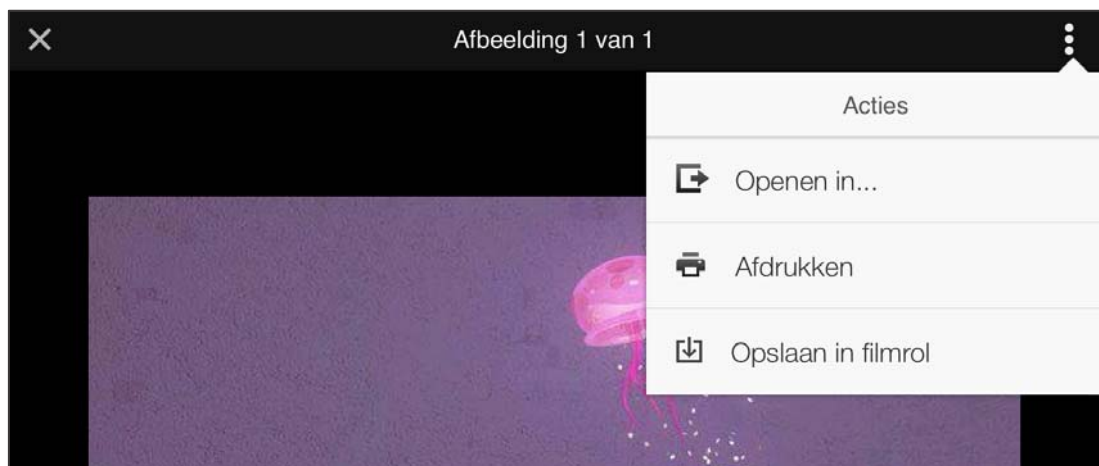 Afbeelding 1 van 1
Acties
Openen in...
Afdrukken
Opslaan in filmrol